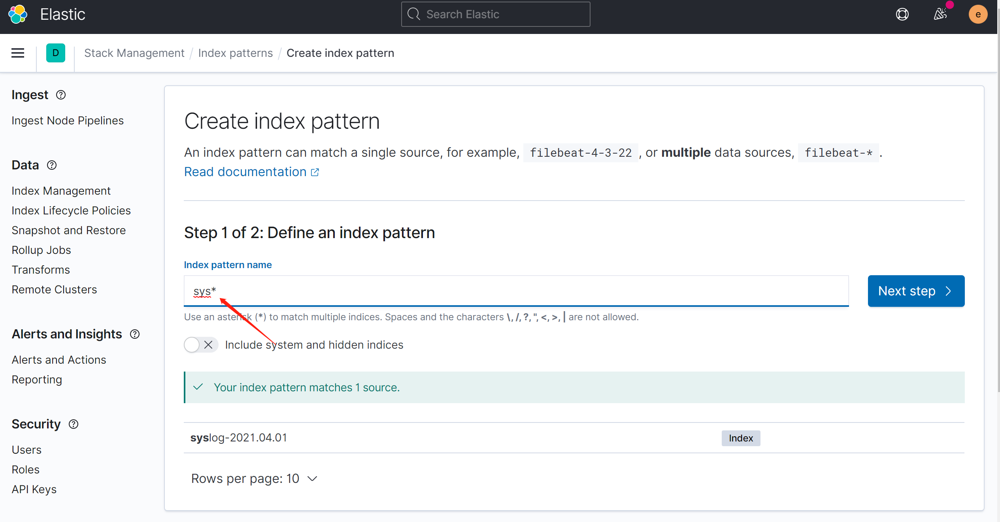 Elastic
Search Elastic
e
D
Stack Management / Index patterns / Create index pattern
Ingest
Ingest Node Pipelines
Data
Index Management
Index Lifecycle Policies
Snapshot and Restore
Rollup Jobs
Transforms
Remote Clusters
Alerts and Insights
Alerts and Actions
Reporting
Security
Users
Roles
API Keys
Create index pattern
An index pattern can match a single source, for example, filebeat-4-3-22 , or multiple data sources, filebeat-* .
Read documentation
Step 1 of 2: Define an index pattern
Index pattern name
sys*
Next step
Use an asterisk (*) to match multiple indices. Spaces and the characters \, /, ?, ", <, >, | are not allowed.
Include system and hidden indices
Your index pattern matches 1 source.
syslog-2021.04.01
Index
Rows per page: 10